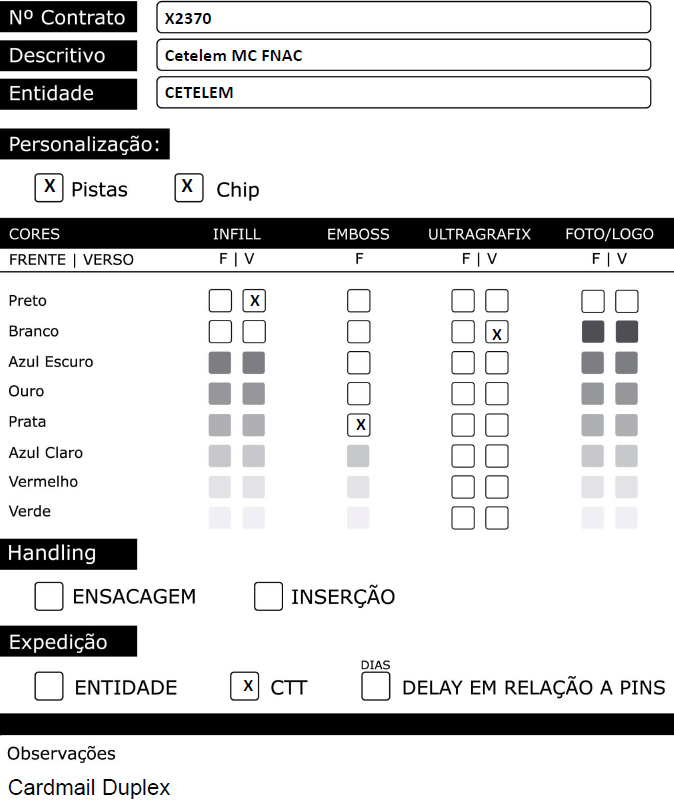 Nº Contrato X2370
Descritivo Cetelem MC FNAC
Entidade CETELEM
Personalização:
X Pistas X Chip
CORES INFILL EMBOSS ULTRAGRAFIX FOTO/LOGO
FRENTE | VERSO F | V F F | V F | V
Preto X
Branco X
Azul Escuro
Ouro
Prata X
Azul Claro
Vermelho
Verde
Handling
ENSACAGEM INSERÇÃO
Expedição
DIAS
ENTIDADE X CTT DELAY EM RELAÇÃO A PINS
Observações
Cardmail Duplex